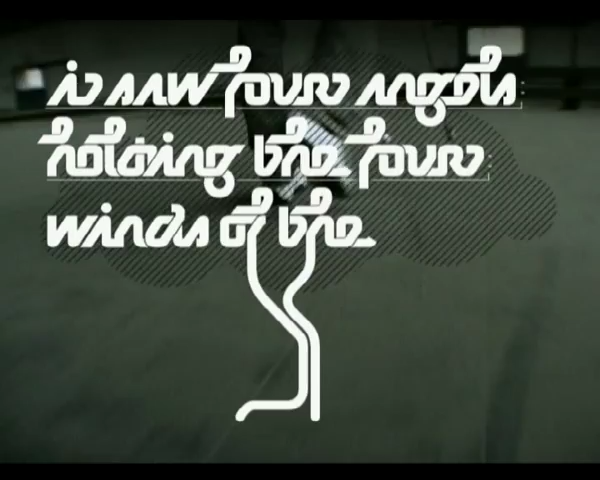 i saw four angels
holding the four
winds of the